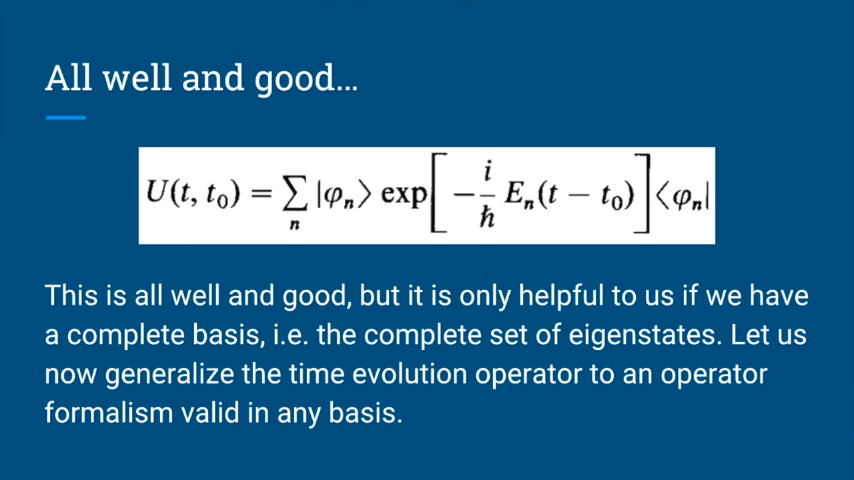 All well and good...
U(t, t₀) = ∑ₙ |φₙ⟩ exp[ −i/ħ Eₙ(t − t₀) ] ⟨φₙ|
This is all well and good, but it is only helpful to us if we have
a complete basis, i.e. the complete set of eigenstates. Let us
now generalize the time evolution operator to an operator
formalism valid in any basis.